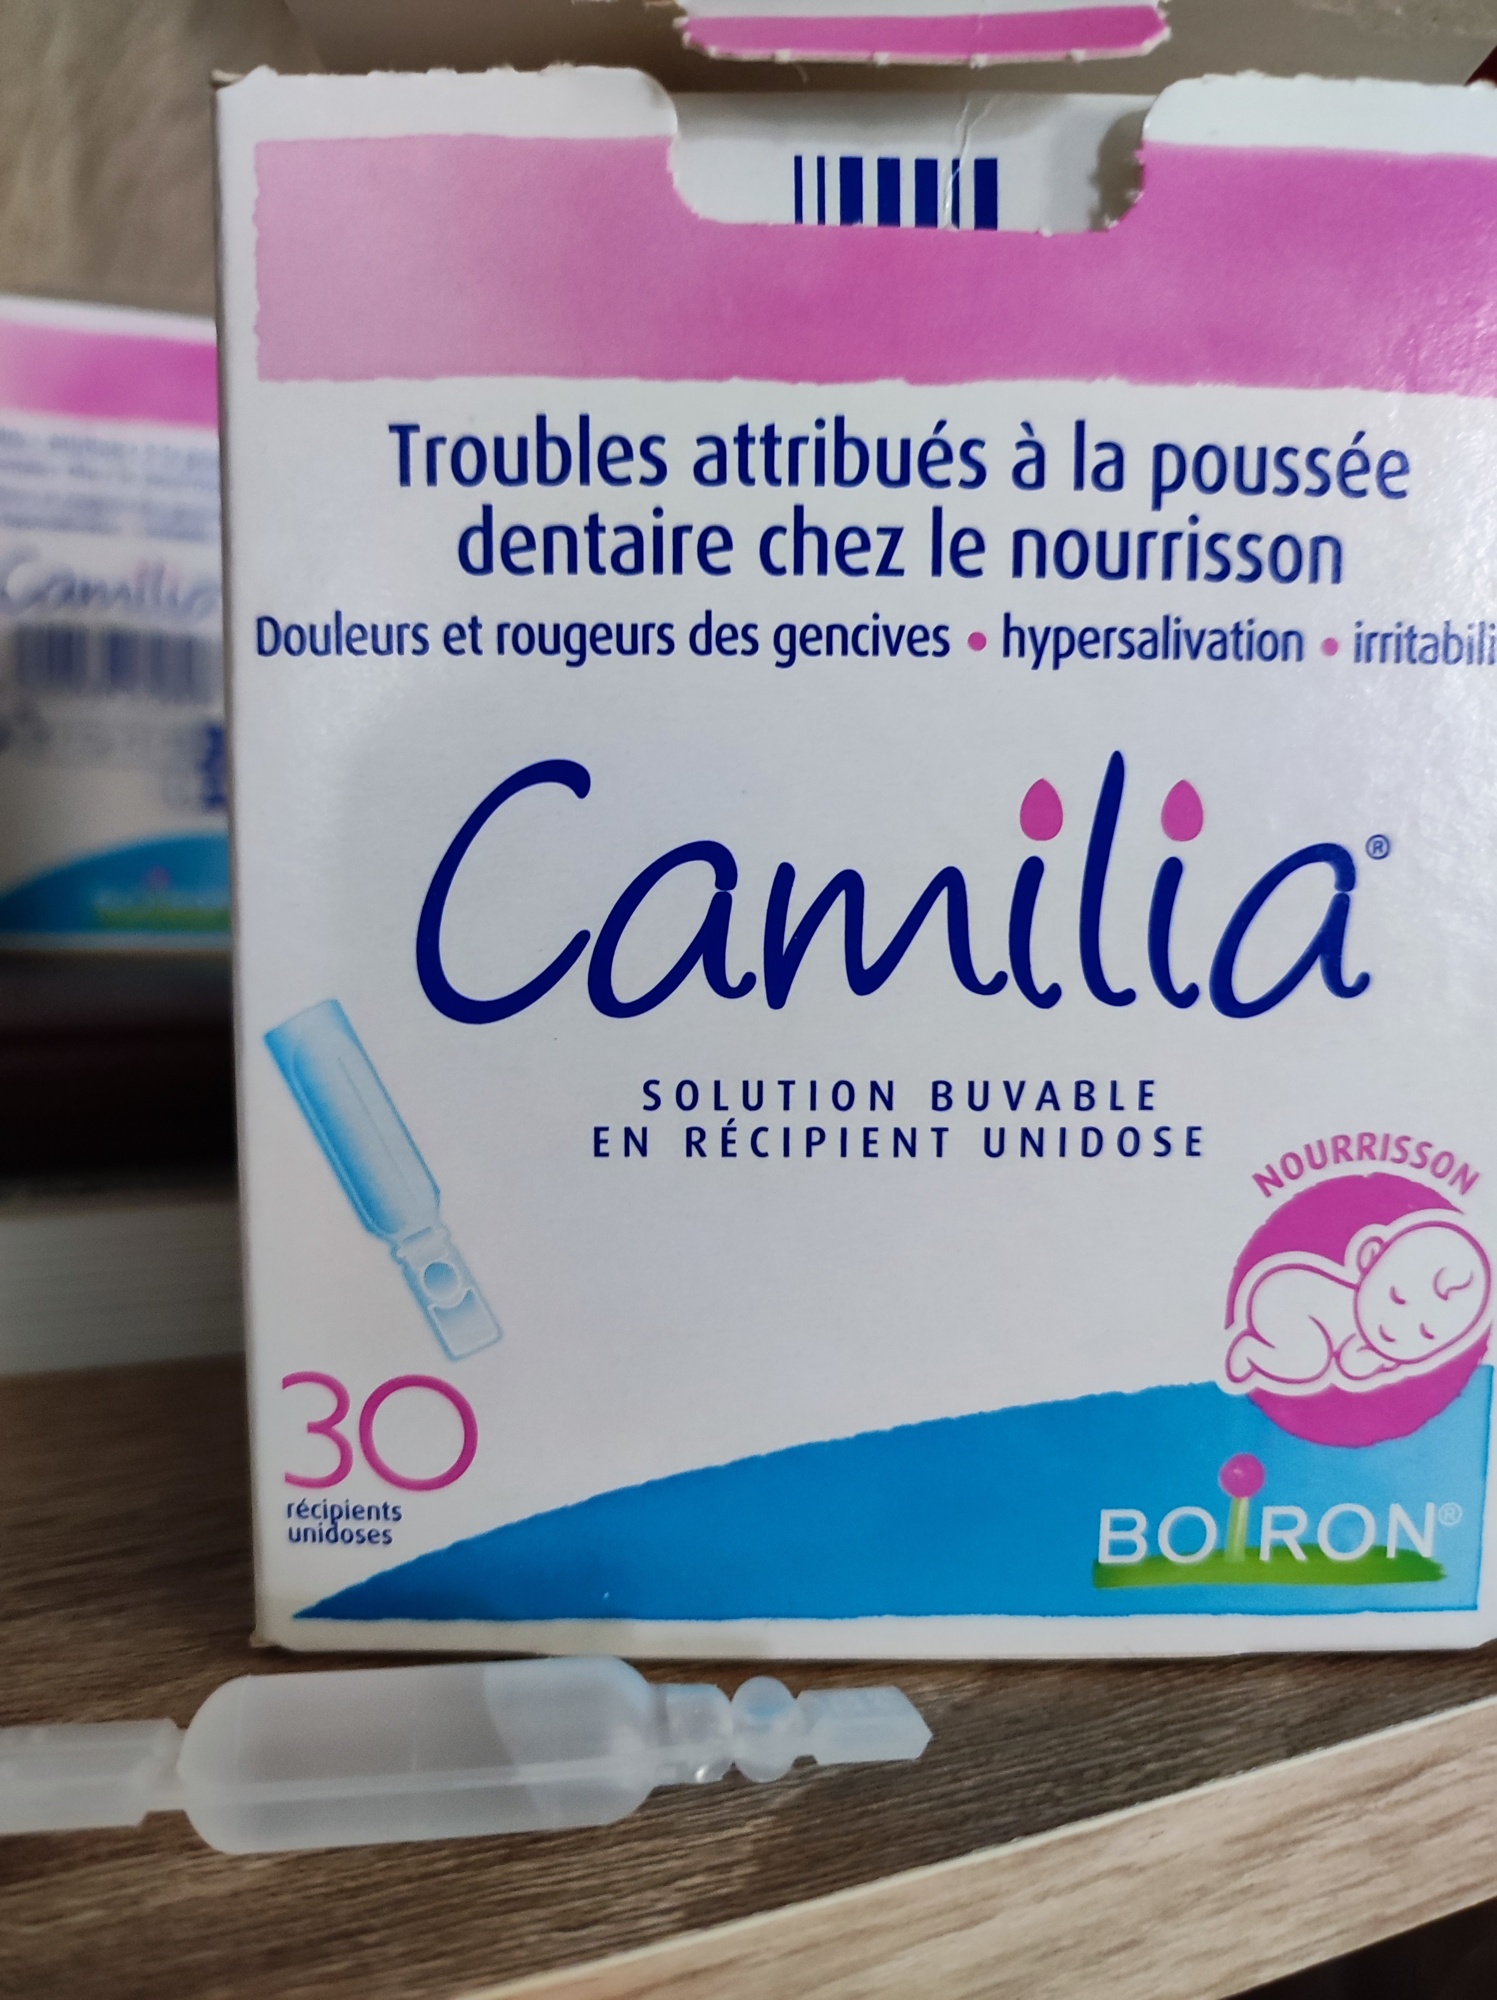 Troubles attribués à la poussée
dentaire chez le nourrisson
Douleurs et rougeurs des gencives • hypersalivation • irritabili
Camilia®
SOLUTION BUVABLE
EN RÉCIPIENT UNIDOSE
NOURRISSON
30
récipients
unidoses
BOIRON®
Camilia